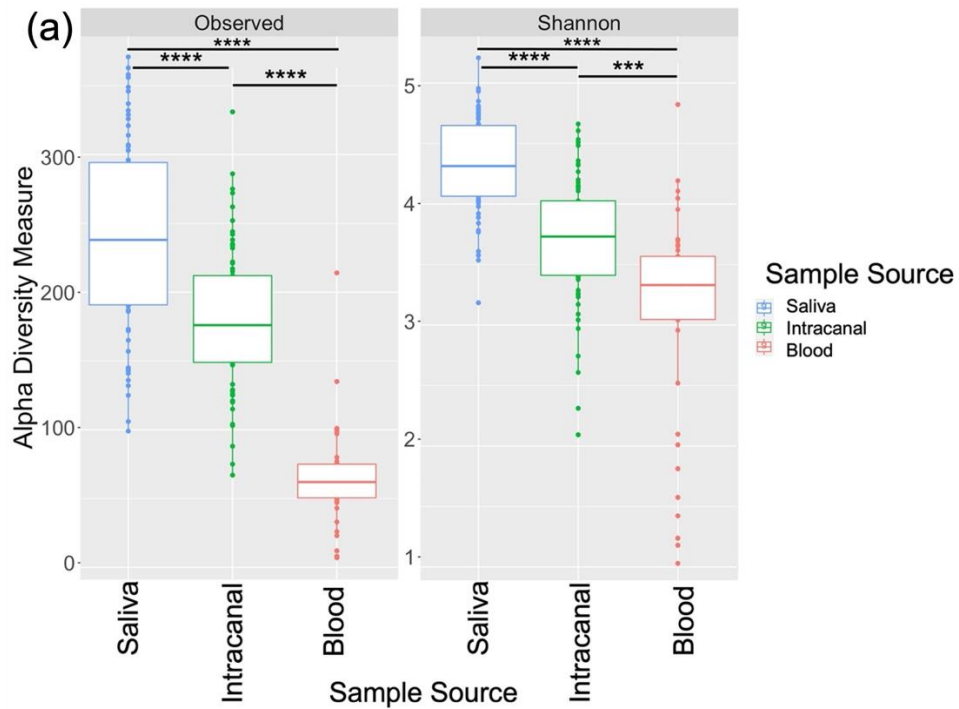 (a)
Observed
Shannon
****
****
****
****
****
***
Alpha Diversity Measure
300
200
100
0
5
4
3
2
1
Saliva
Intracanal
Blood
Saliva
Intracanal
Blood
Sample Source
Sample Source
Saliva
Intracanal
Blood